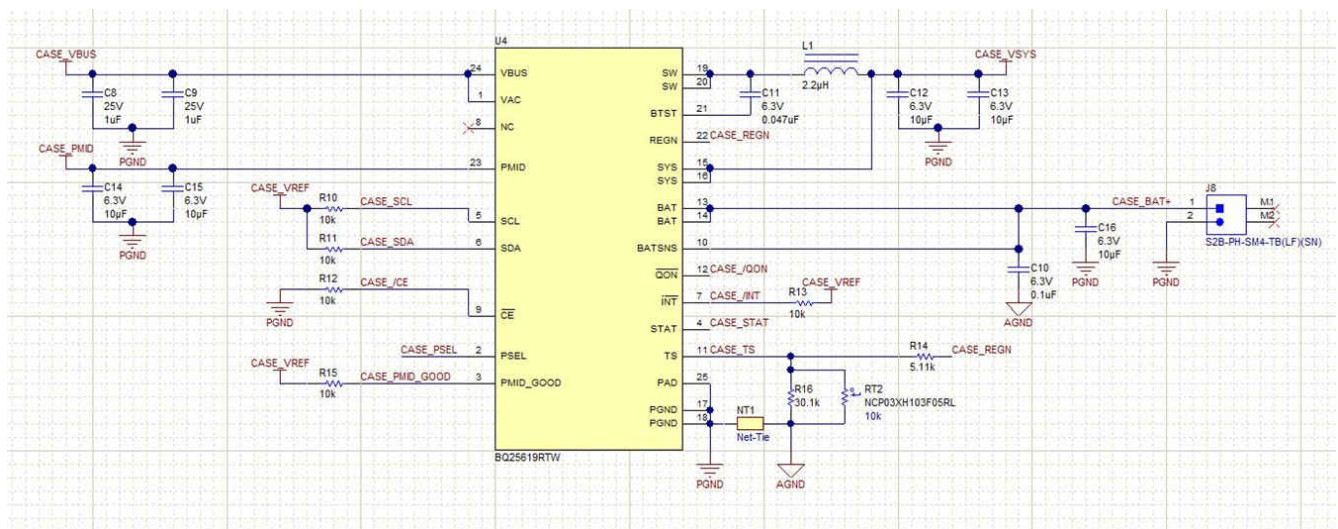 U4
CASE_VBUS
C8
25V
1uF
C9
25V
1uF
PGND
CASE_PMID
C14
6.3V
10µF
C15
6.3V
10µF
PGND
CASE_VREF
R10
10k
CASE_SCL
R11
10k
CASE_SDA
R12
10k
CASE_/CE
PGND
CASE_PSEL
CASE_VREF
R15
10k
CASE_PMID_GOOD
24 VBUS
1 VAC
8 NC
23 PMID
5 SCL
6 SDA
9 CE
2 PSEL
3 PMID_GOOD
SW 19
SW 20
BTST 21
REGN 22 CASE_REGN
SYS 15
SYS 16
BAT 13
BAT 14
BATSNS 10
QON 12 CASE_/QON
INT 7 CASE_/INT
STAT 4 CASE_STAT
TS 11 CASE_TS
PAD 25
PGND 17
PGND 18
BQ25619RTW
L1
2.2µH
C11
6.3V
0.047uF
CASE_VSYS
C12
6.3V
10µF
C13
6.3V
10µF
PGND
CASE_BAT+
J8
1
2
M1
M2
S2B-PH-SM4-TB(LF)(SN)
C16
6.3V
10µF
PGND
PGND
C10
6.3V
0.1uF
AGND
R13
10k
CASE_VREF
R14
5.11k
CASE_REGN
R16
30.1k
RT2
NCP03XH103F05RL
10k
NT1
Net-Tie
PGND
AGND